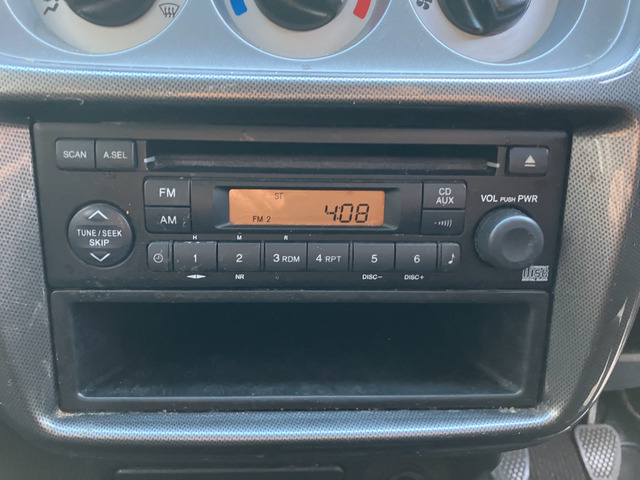 SCAN A.SEL
FM
AM
ST
FM 2 4:08
CD
AUX
VOL PUSH PWR
TUNE / SEEK
SKIP
H M R
1 2 3 RDM 4 RPT 5 6
NR DISC- DISC+